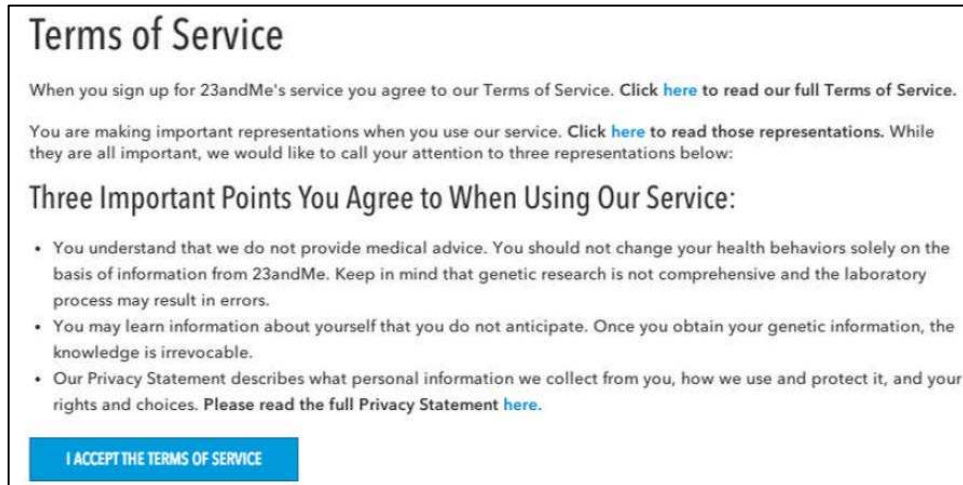 Terms of Service
When you sign up for 23andMe's service you agree to our Terms of Service. Click here to read our full Terms of Service.
You are making important representations when you use our service. Click here to read those representations. While
they are all important, we would like to call your attention to three representations below:
Three Important Points You Agree to When Using Our Service:
• You understand that we do not provide medical advice. You should not change your health behaviors solely on the
basis of information from 23andMe. Keep in mind that genetic research is not comprehensive and the laboratory
process may result in errors.
• You may learn information about yourself that you do not anticipate. Once you obtain your genetic information, the
knowledge is irrevocable.
• Our Privacy Statement describes what personal information we collect from you, how we use and protect it, and your
rights and choices. Please read the full Privacy Statement here.
I ACCEPT THE TERMS OF SERVICE